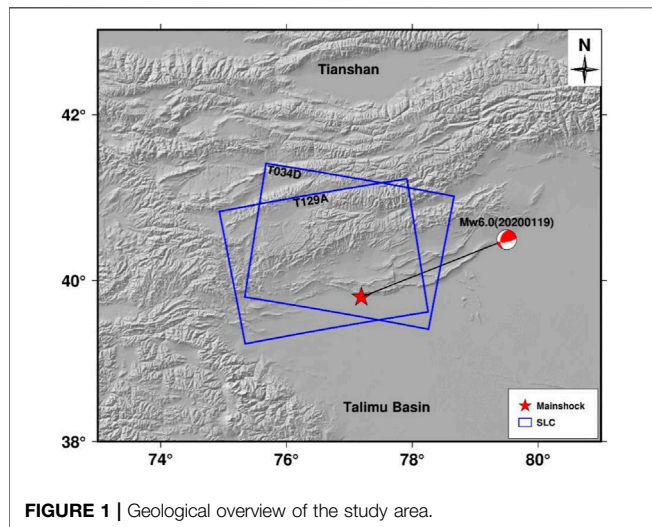 N
Tianshan
42°
T034D
T129A
Mw6.0(20200119)
40°
Talimu Basin
Mainshock
SLC
38°
74°
76°
78°
80°
FIGURE 1 | Geological overview of the study area.